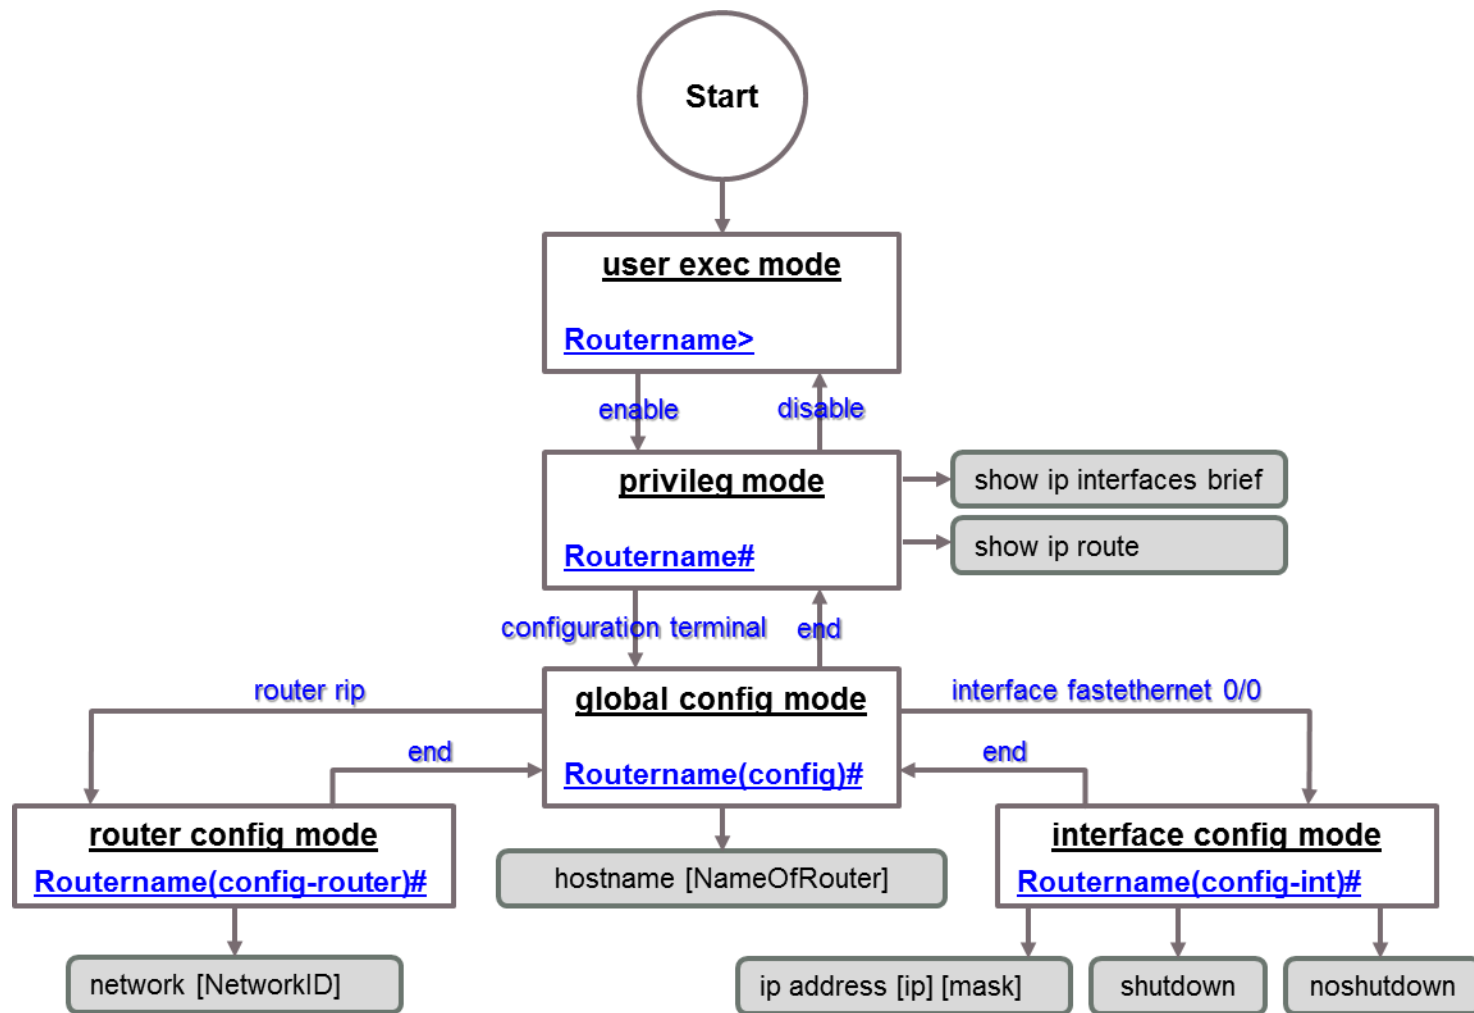 Start
user exec mode
Routername>
enable
disable
privileg mode
Routername#
show ip interfaces brief
show ip route
configuration terminal
end
router rip
global config mode
Routername(config)#
interface fastethernet 0/0
end
end
router config mode
Routername(config-router)#
hostname [NameOfRouter]
interface config mode
Routername(config-int)#
network [NetworkID]
ip address [ip] [mask]
shutdown
noshutdown